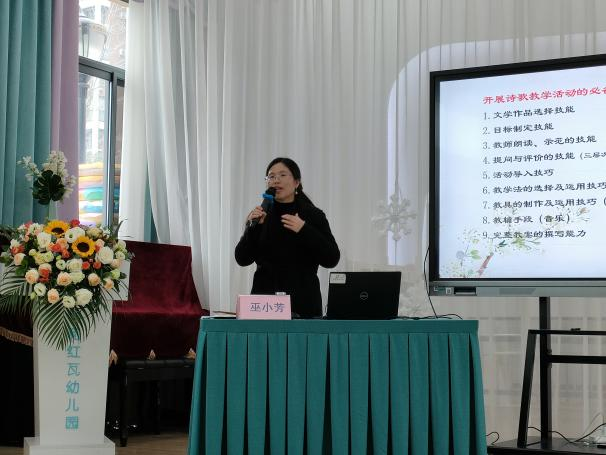 开展诗歌教学活动的必备
1.文学作品选择技能
2.目标制定技能
3.教师朗读、示范的技能
4.提问与评价的技能（三层次
5.活动导入技巧
6.教学法的选择及运用技巧
7.教具的制作及运用技巧（
8.教辅手段（音乐）
9.完整教案的撰写能力
巫小芳
红瓦幼儿园
DELL